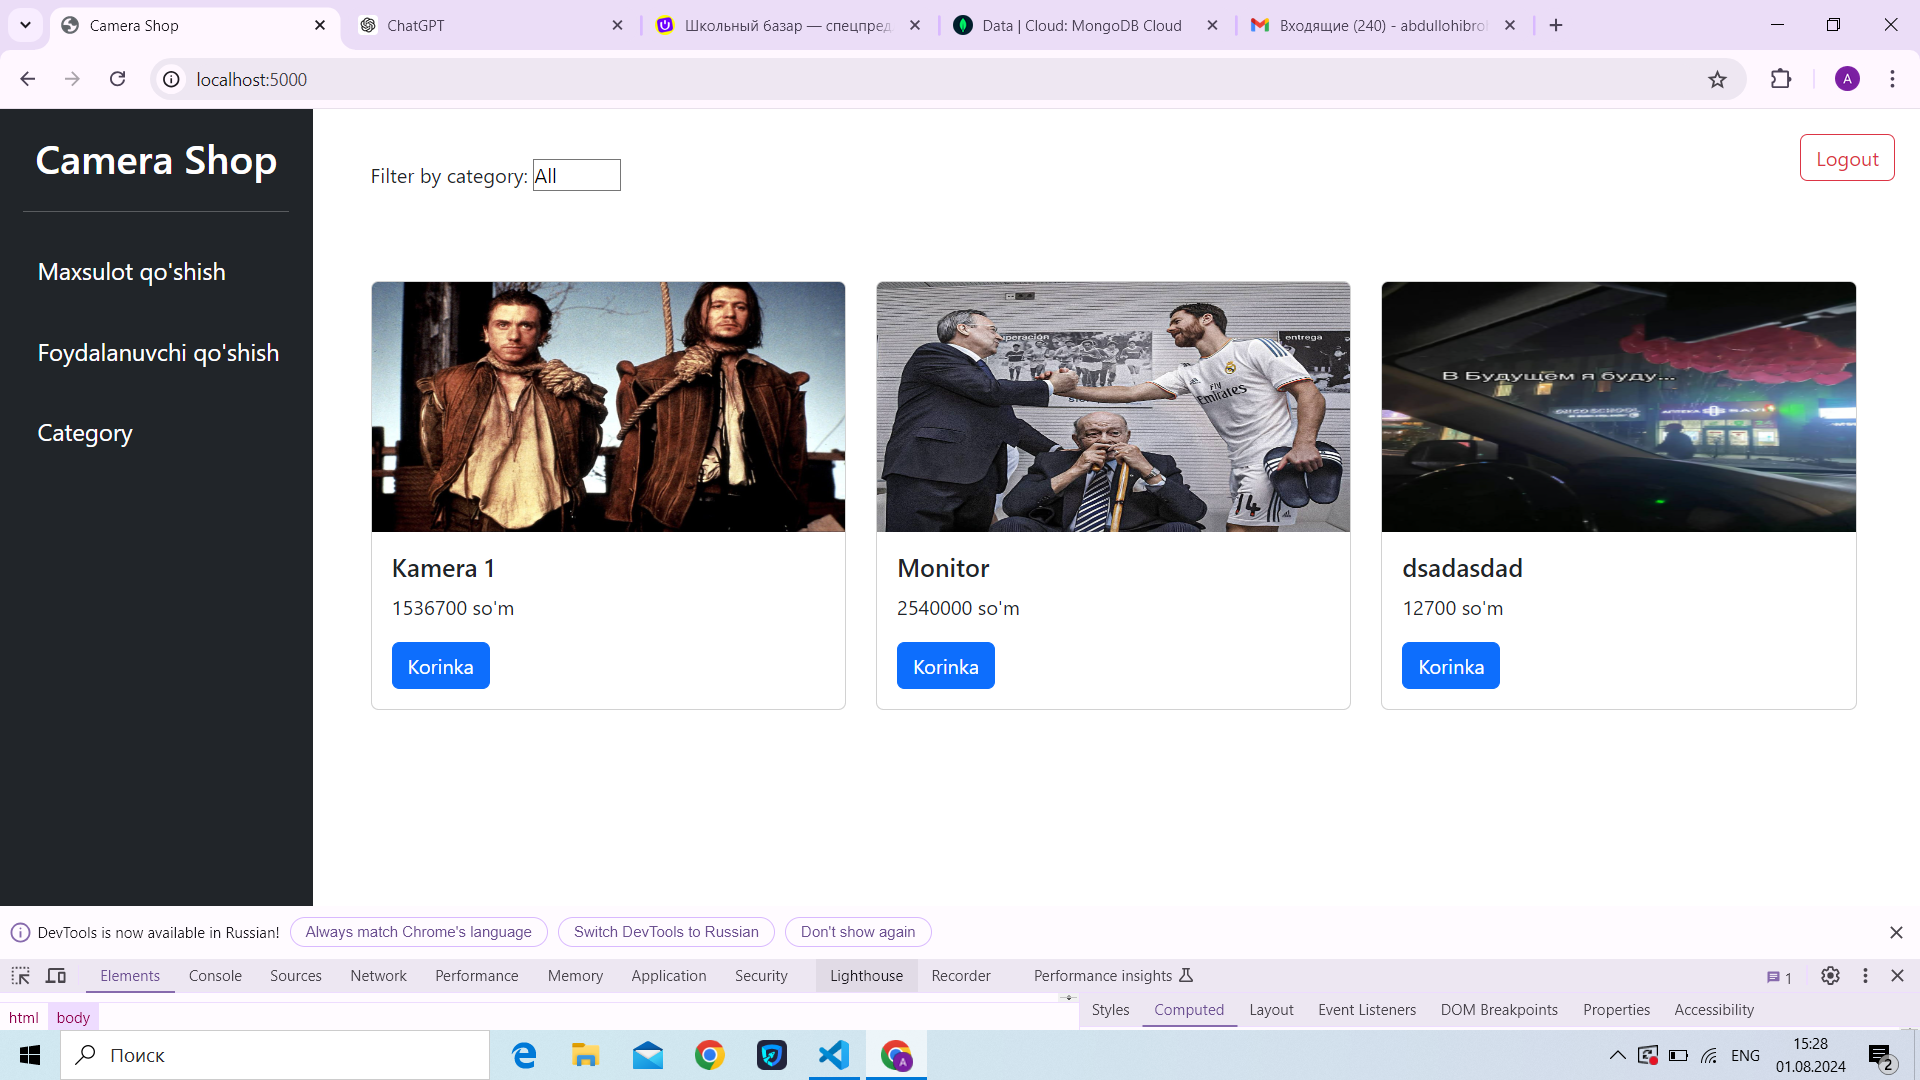 Camera Shop
ChatGPT
Школьный базар — спецпред
Data | Cloud: MongoDB Cloud
Входящие (240) - abdullohibro
localhost:5000
A
Camera Shop
Maxsulot qo'shish
Foydalanuvchi qo'shish
Category
Filter by category: All
Logout
Fly
Emirates
14
entrega
В Будущем я буду...
Kamera 1
1536700 so'm
Korinka
Monitor
2540000 so'm
Korinka
dsadasdad
12700 so'm
Korinka
DevTools is now available in Russian!
Always match Chrome's language
Switch DevTools to Russian
Don't show again
Elements
Console
Sources
Network
Performance
Memory
Application
Security
Lighthouse
Recorder
Performance insights
1
html
body
Styles
Computed
Layout
Event Listeners
DOM Breakpoints
Properties
Accessibility
Поиск
A
ENG
15:28
01.08.2024
2